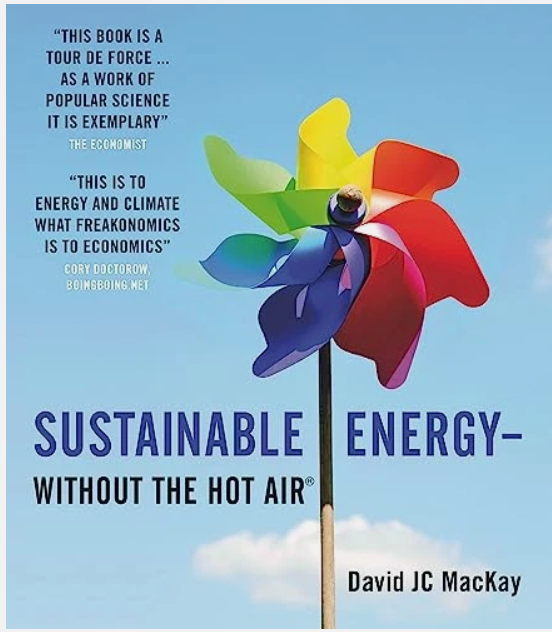 “THIS BOOK IS A
TOUR DE FORCE ...
AS A WORK OF
POPULAR SCIENCE
IT IS EXEMPLARY”
THE ECONOMIST
“THIS IS TO
ENERGY AND CLIMATE
WHAT FREAKONOMICS
IS TO ECONOMICS”
CORY DOCTOROW,
BOINGBOING.NET
SUSTAINABLE ENERGY–
WITHOUT THE HOT AIR®
David JC MacKay